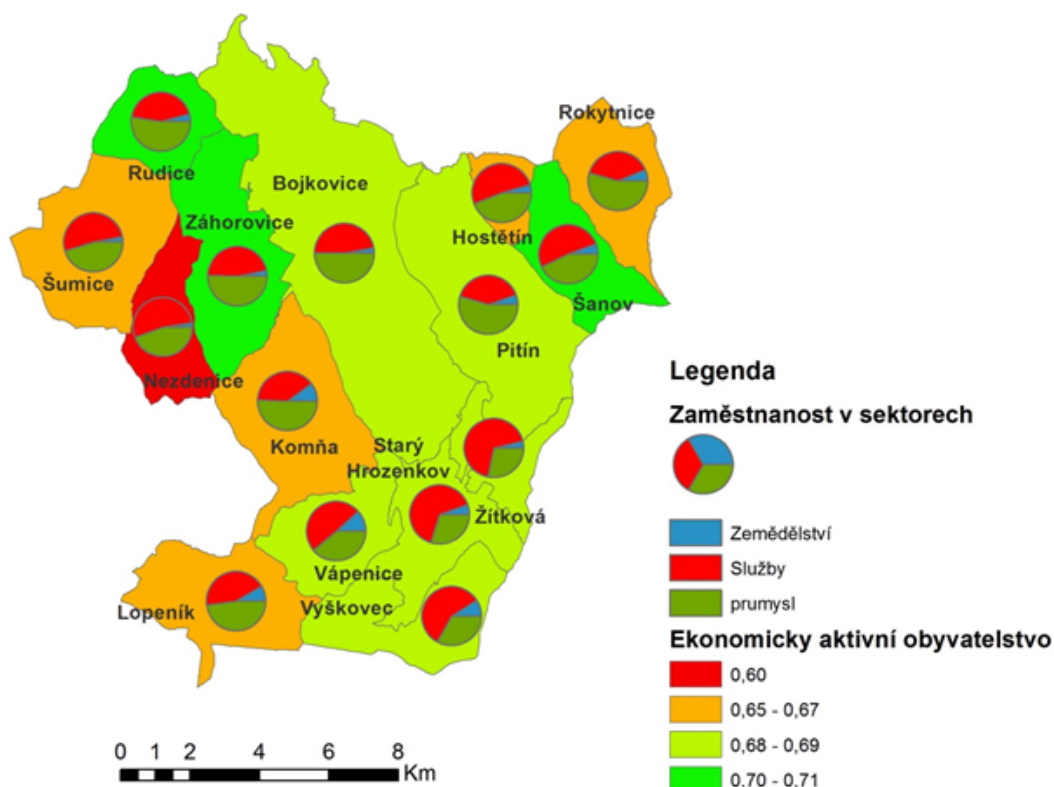 Rokytnice
Rudice
Bojkovice
Záhorovice
Hostětín
Šumice
Šanov
Pitín
Nezdenice
Komňa
Starý
Hrozenkov
Žítková
Vápenice
Lopeník
Vyškovec
Legenda
Zaměstnanost v sektorech
Zemědělství
Služby
prumysl
Ekonomicky aktivní obyvatelstvo
0,60
0,65 - 0,67
0,68 - 0,69
0,70 - 0,71
0 1 2 4 6 8
Km